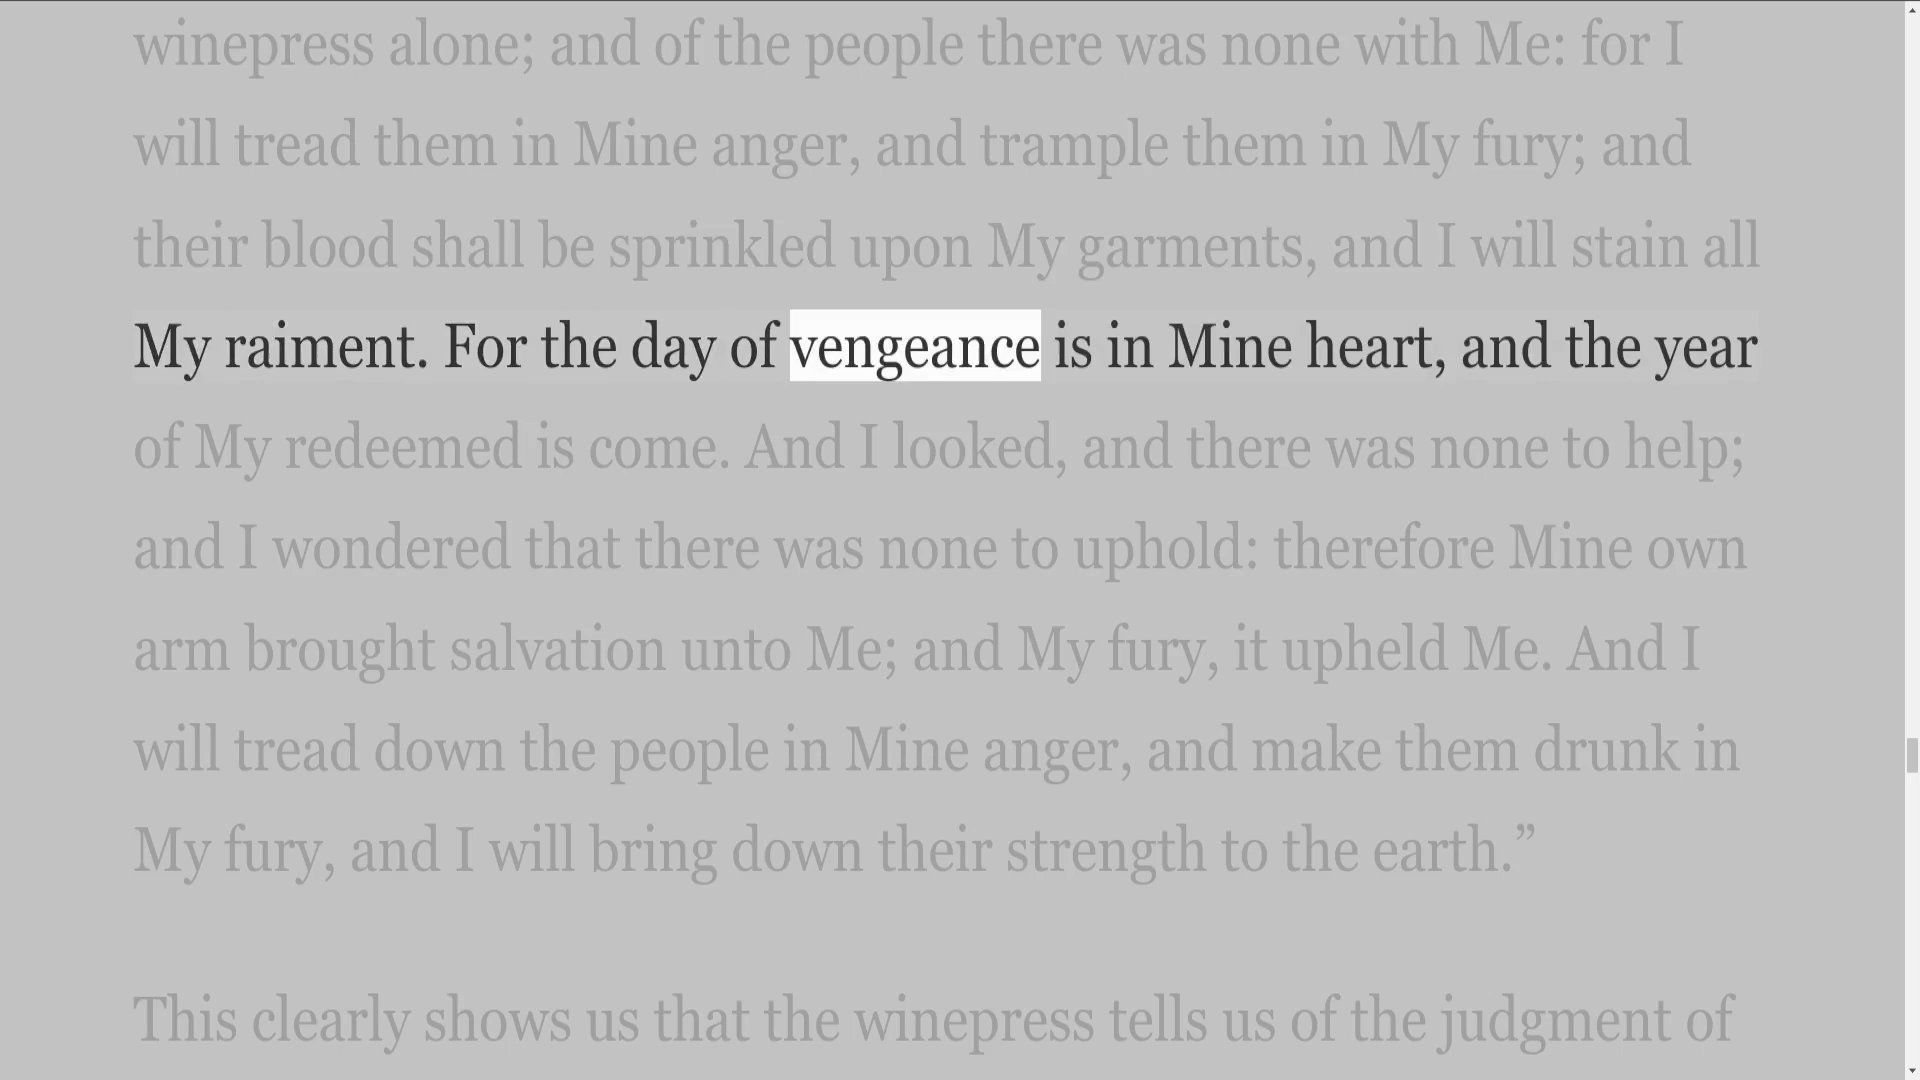 winepress alone; and of the people there was none with Me: for I
will tread them in Mine anger, and trample them in My fury; and
their blood shall be sprinkled upon My garments, and I will stain all
My raiment. For the day of vengeance is in Mine heart, and the year
of My redeemed is come. And I looked, and there was none to help;
and I wondered that there was none to uphold: therefore Mine own
arm brought salvation unto Me; and My fury, it upheld Me. And I
will tread down the people in Mine anger, and make them drunk in
My fury, and I will bring down their strength to the earth.”
This clearly shows us that the winepress tells us of the judgment of